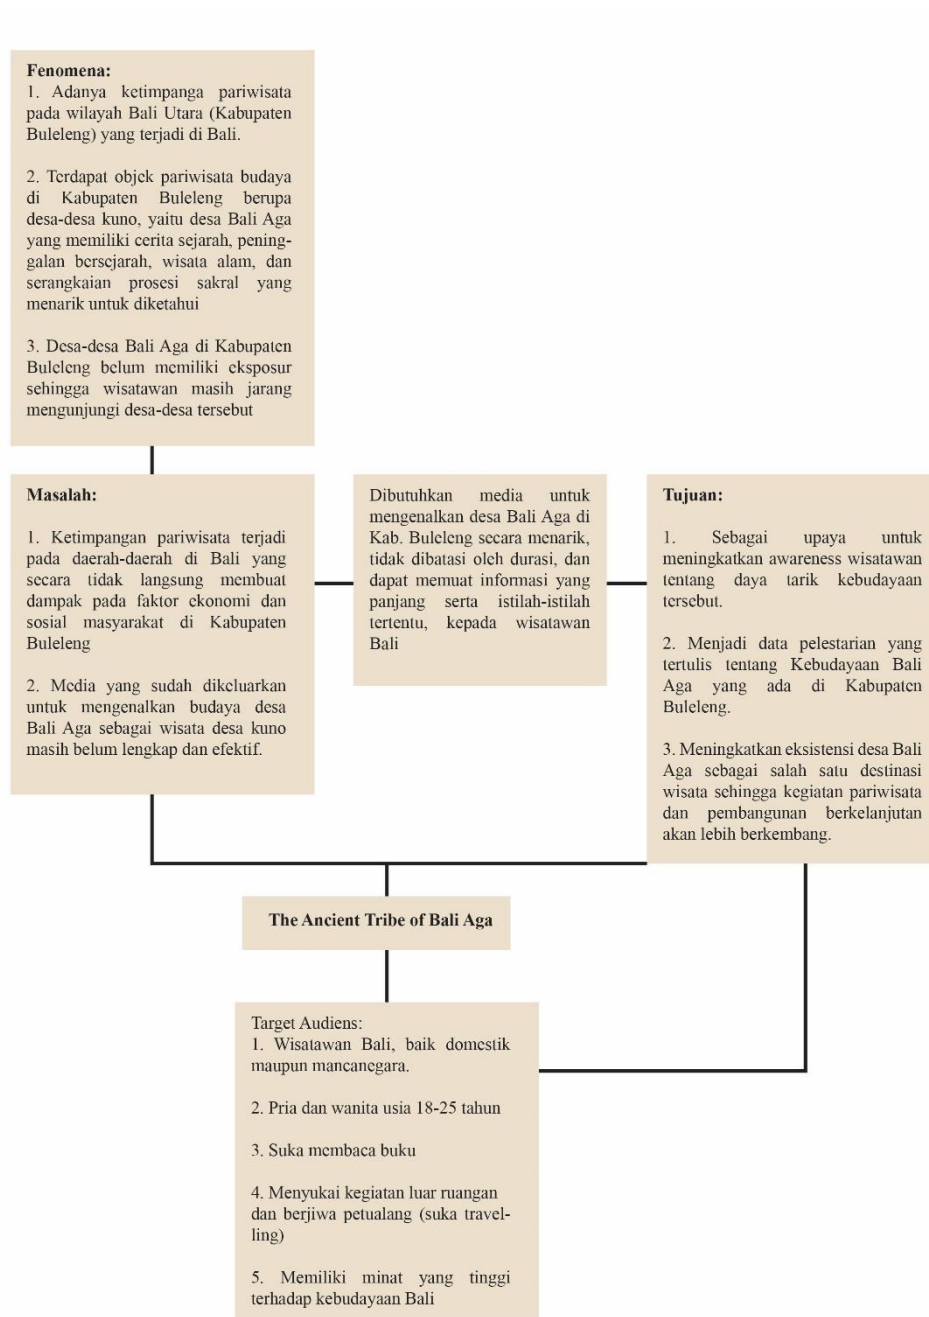 Fenomena:
1. Adanya ketimpanga pariwisata
pada wilayah Bali Utara (Kabupaten
Buleleng) yang terjadi di Bali.
2. Terdapat objek pariwisata budaya
di Kabupaten Buleleng berupa
desa-desa kuno, yaitu desa Bali Aga
yang memiliki cerita sejarah, pening-
galan bersejarah, wisata alam, dan
serangkaian prosesi sakral yang
menarik untuk diketahui
3. Desa-desa Bali Aga di Kabupaten
Buleleng belum memiliki eksposur
sehingga wisatawan masih jarang
mengunjungi desa-desa tersebut
Masalah:
1. Ketimpangan pariwisata terjadi
pada daerah-daerah di Bali yang
secara tidak langsung membuat
dampak pada faktor ekonomi dan
sosial masyarakat di Kabupaten
Buleleng
2. Media yang sudah dikeluarkan
untuk mengenalkan budaya desa
Bali Aga sebagai wisata desa kuno
masih belum lengkap dan efektif.
Dibutuhkan media untuk
mengenalkan desa Bali Aga di
Kab. Buleleng secara menarik,
tidak dibatasi oleh durasi, dan
dapat memuat informasi yang
panjang serta istilah-istilah
tertentu, kepada wisatawan
Bali
Tujuan:
1. Sebagai upaya untuk
meningkatkan awareness wisatawan
tentang daya tarik kebudayaan
tersebut.
2. Menjadi data pelestarian yang
tertulis tentang Kebudayaan Bali
Aga yang ada di Kabupaten
Buleleng.
3. Meningkatkan eksistensi desa Bali
Aga sebagai salah satu destinasi
wisata sehingga kegiatan pariwisata
dan pembangunan berkelanjutan
akan lebih berkembang.
The Ancient Tribe of Bali Aga
Target Audiens:
1. Wisatawan Bali, baik domestik
maupun mancanegara.
2. Pria dan wanita usia 18-25 tahun
3. Suka membaca buku
4. Menyukai kegiatan luar ruangan
dan berjiwa petualang (suka travel-
ling)
5. Memiliki minat yang tinggi
terhadap kebudayaan Bali